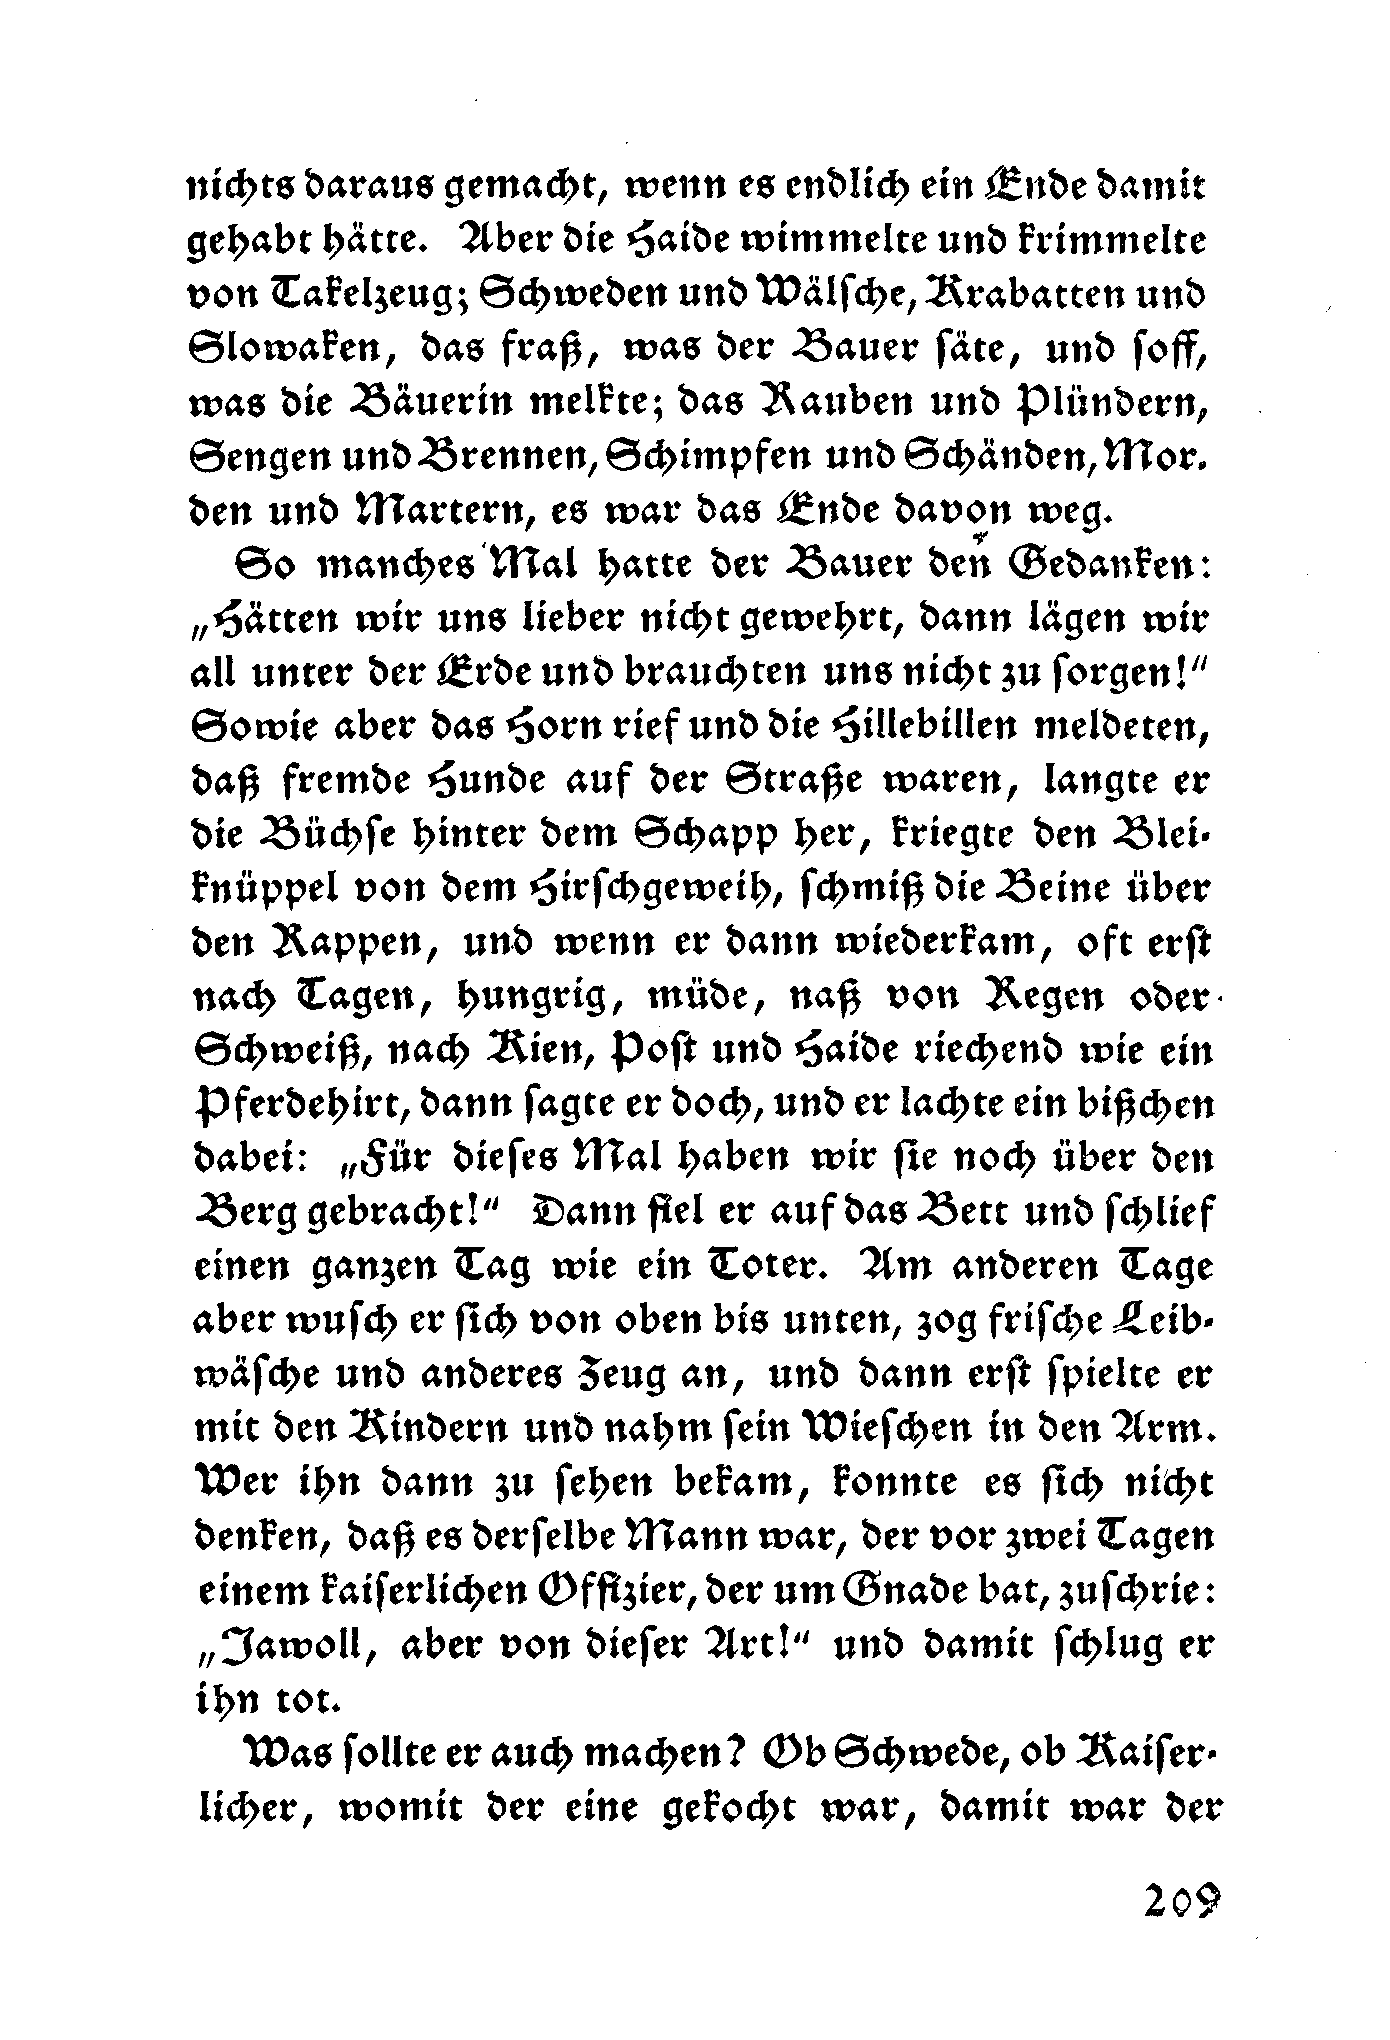 nichts daraus gemacht, wenn es endlich ein Ende damit
gehabt hätte. Aber die Haide wimmelte und krimmelte
von Takelzeug; Schweden und Wälsche, Krabatten und
Slowaken, das fraß, was der Bauer säte, und soff,
was die Bäuerin melkte; das Rauben und Plündern,
Sengen und Brennen, Schimpfen und Schänden, Mor-
den und Martern, es war das Ende davon weg.
So manches Mal hatte der Bauer den Gedanken:
„Hätten wir uns lieber nicht gewehrt, dann lägen wir
all unter der Erde und brauchten uns nicht zu sorgen!“
Sowie aber das Horn rief und die Hillebillen meldeten,
daß fremde Hunde auf der Straße waren, langte er
die Büchse hinter dem Schapp her, kriegte den Blei-
knüppel von dem Hirschgeweih, schmiß die Beine über
den Rappen, und wenn er dann wiederkam, oft erst
nach Tagen, hungrig, müde, naß von Regen oder
Schweiß, nach Kien, Post und Haide riechend wie ein
Pferdehirt, dann sagte er doch, und er lachte ein bißchen
dabei: „Für dieses Mal haben wir sie noch über den
Berg gebracht!“ Dann fiel er auf das Bett und schlief
einen ganzen Tag wie ein Toter. Am anderen Tage
aber wusch er sich von oben bis unten, zog frische Leib-
wäsche und anderes Zeug an, und dann erst spielte er
mit den Kindern und nahm sein Wieschen in den Arm.
Wer ihn dann zu sehen bekam, konnte es sich nicht
denken, daß es derselbe Mann war, der vor zwei Tagen
einem kaiserlichen Offizier, der um Gnade bat, zuschrie:
„Jawoll, aber von dieser Art!“ und damit schlug er
ihn tot.
Was sollte er auch machen? Ob Schwede, ob Kaiser-
licher, womit der eine gekocht war, damit war der
209